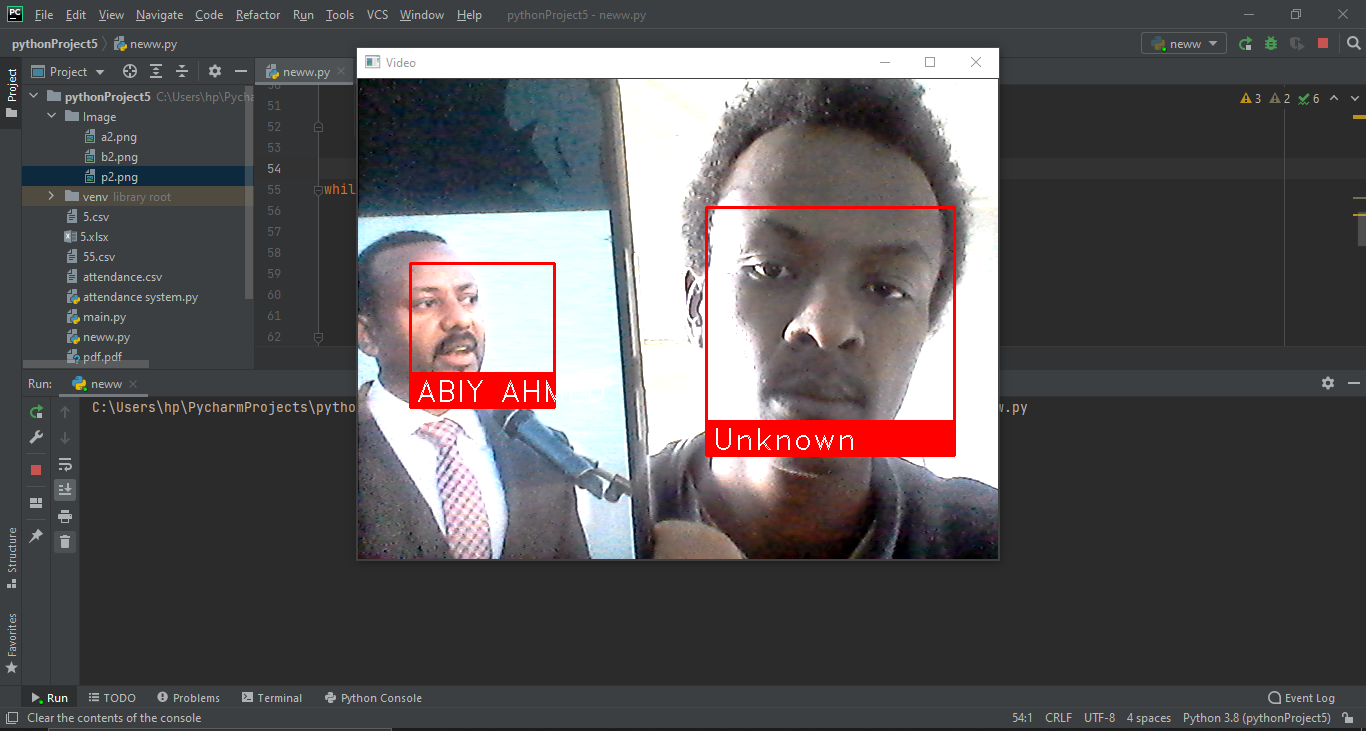 PC File Edit View Navigate Code Refactor Run Tools VCS Window Help pythonProject5 - neww.py
pythonProject5 neww.py neww
Project neww.py
Video
Project
pythonProject5 C:\Users\hp\Pycha
Image
a2.png
b2.png
p2.png
venv library root
5.csv
5.xlsx
55.csv
attendance.csv
attendance system.py
main.py
neww.py
pdf.pdf
3 2 6
50
51
52
53
54
55 whil
56
57
58
59
60
61
62
ABIY AHM
Unknown
Run: neww
C:\Users\hp\PycharmProjects\pytho w.py
Structure
Favorites
Run TODO Problems Terminal Python Console Event Log
Clear the contents of the console 54:1 CRLF UTF-8 4 spaces Python 3.8 (pythonProject5)